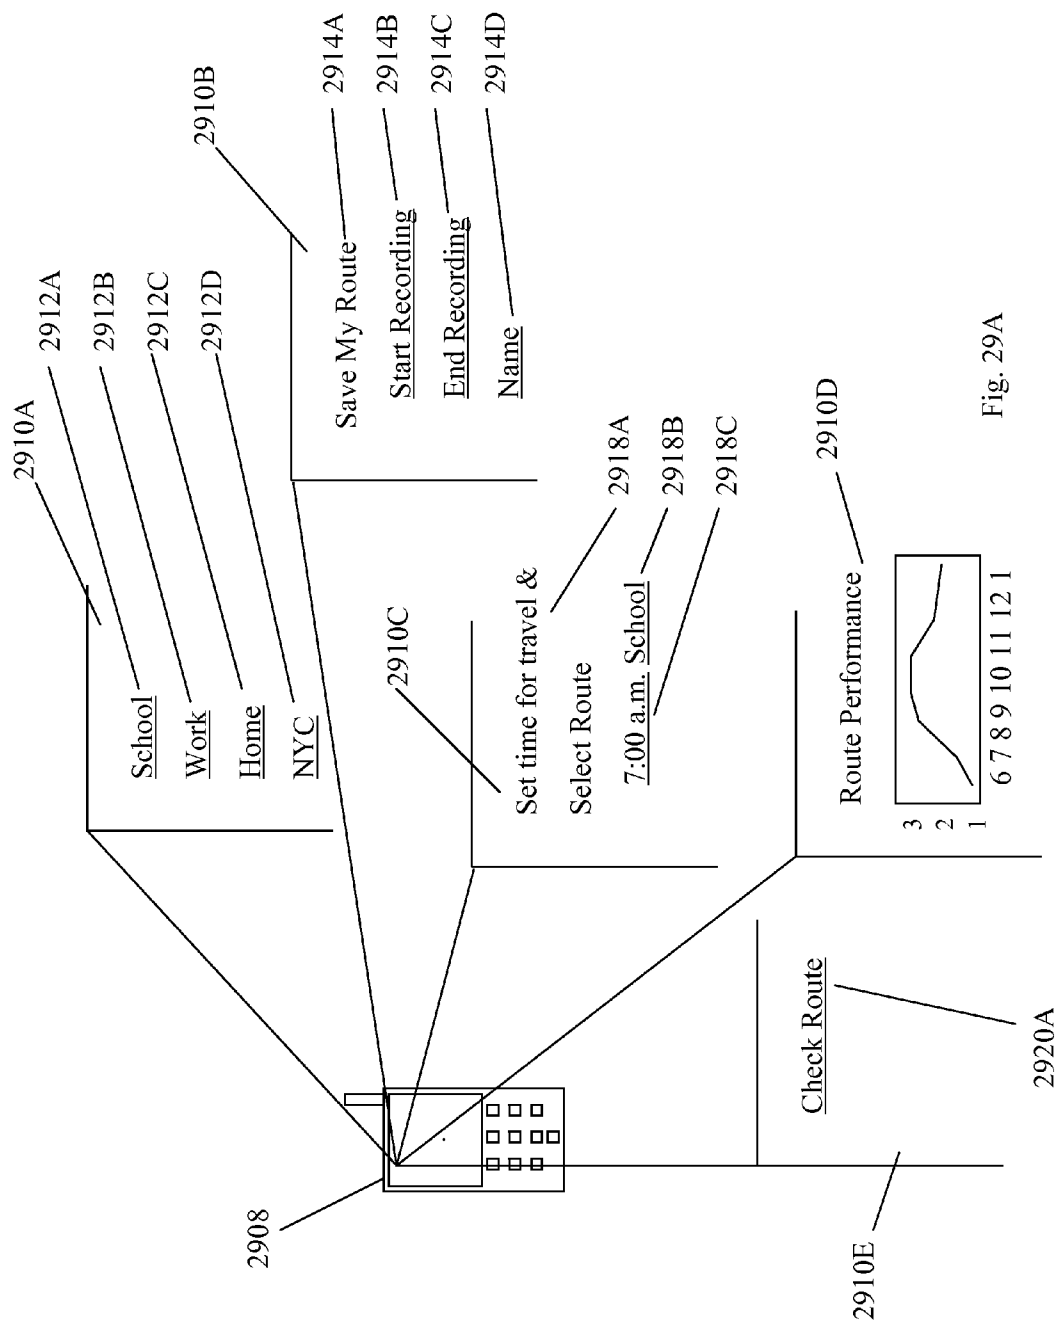 2910A
School
2912A
Work
2912B
Home
2912C
NYC
2912D
2910B
Save My Route
2914A
Start Recording
2914B
End Recording
2914C
Name
2914D
2908
2910C
Set time for travel &
2918A
Select Route
7:00 a.m. School
2918B
2918C
Check Route
2920A
2910E
Route Performance
2910D
3
2
1
6 7 8 9 10 11 12 1
Fig. 29A